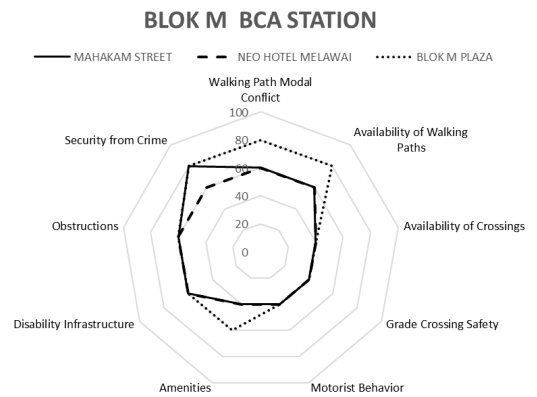 BLOK M BCA STATION
MAHAKAM STREET NEO HOTEL MELAWAI BLOK M PLAZA
Walking Path Modal
Conflict
100
Security from Crime
Availability of Walking
Paths
80
60
Obstructions
40
Availability of Crossings
20
0
Disability Infrastructure
Grade Crossing Safety
Amenities
Motorist Behavior